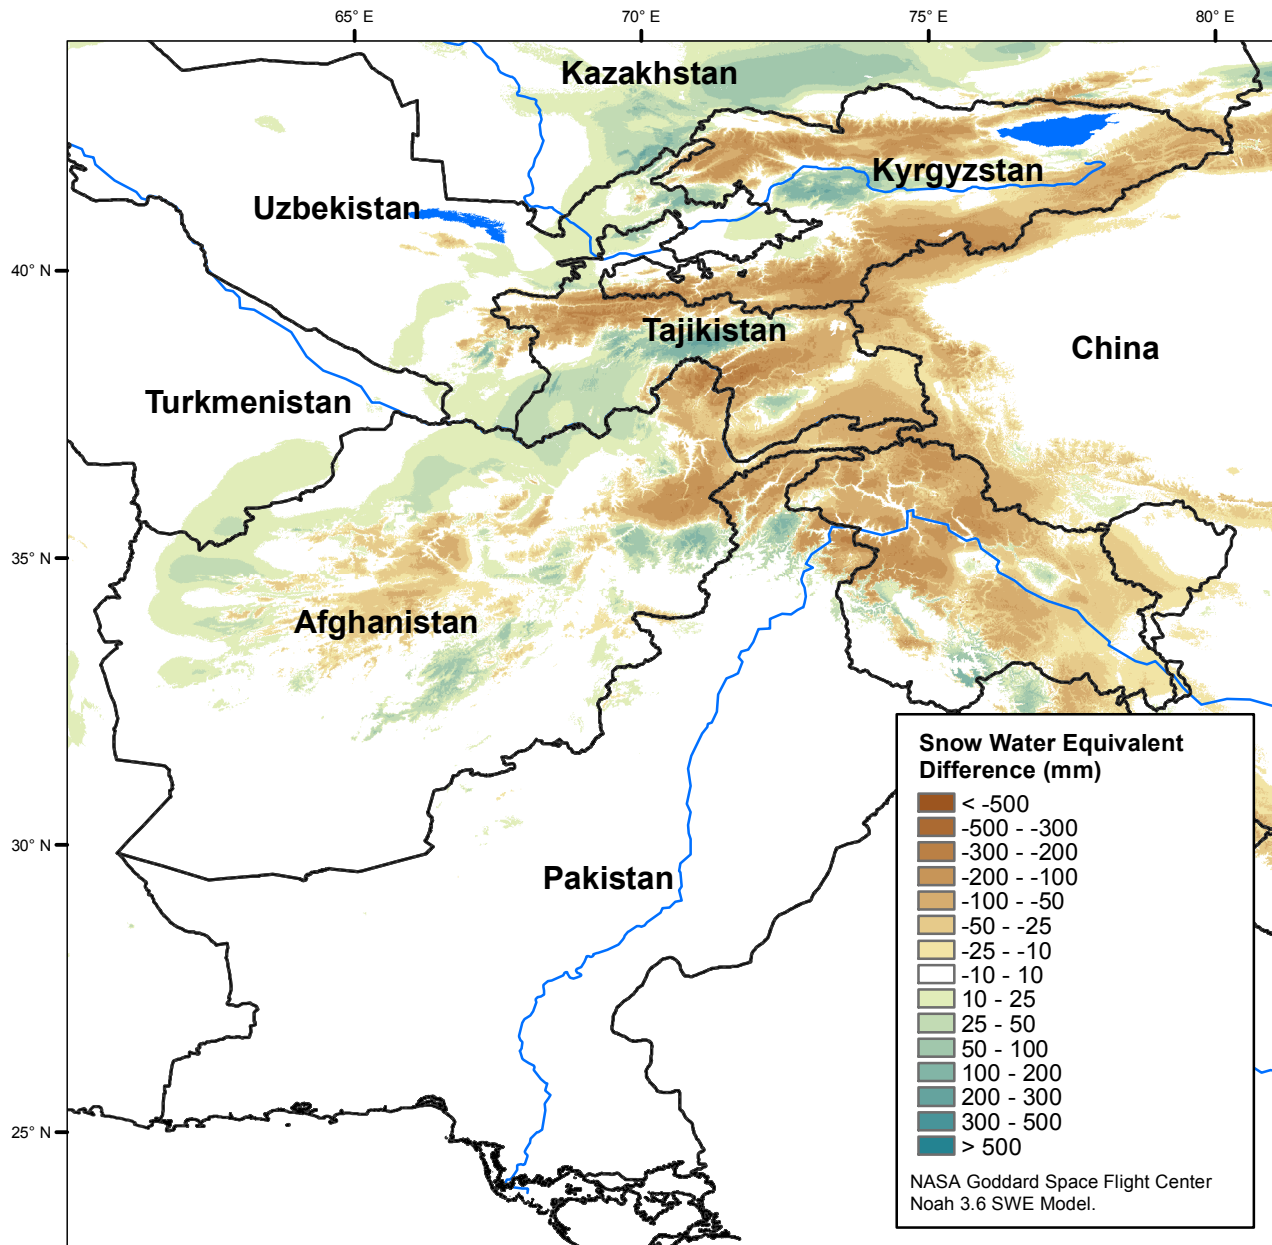 65° E
70° E
75° E
80° E
Kazakhstan
Kyrgyzstan
Uzbekistan
40° N
Tajikistan
China
Turkmenistan
35° N
Afghanistan
30° N
Pakistan
25° N
Snow Water Equivalent
Difference (mm)
< -500
-500 - -300
-300 - -200
-200 - -100
-100 - -50
-50 - -25
-25 - -10
-10 - 10
10 - 25
25 - 50
50 - 100
100 - 200
200 - 300
300 - 500
> 500
NASA Goddard Space Flight Center
Noah 3.6 SWE Model.